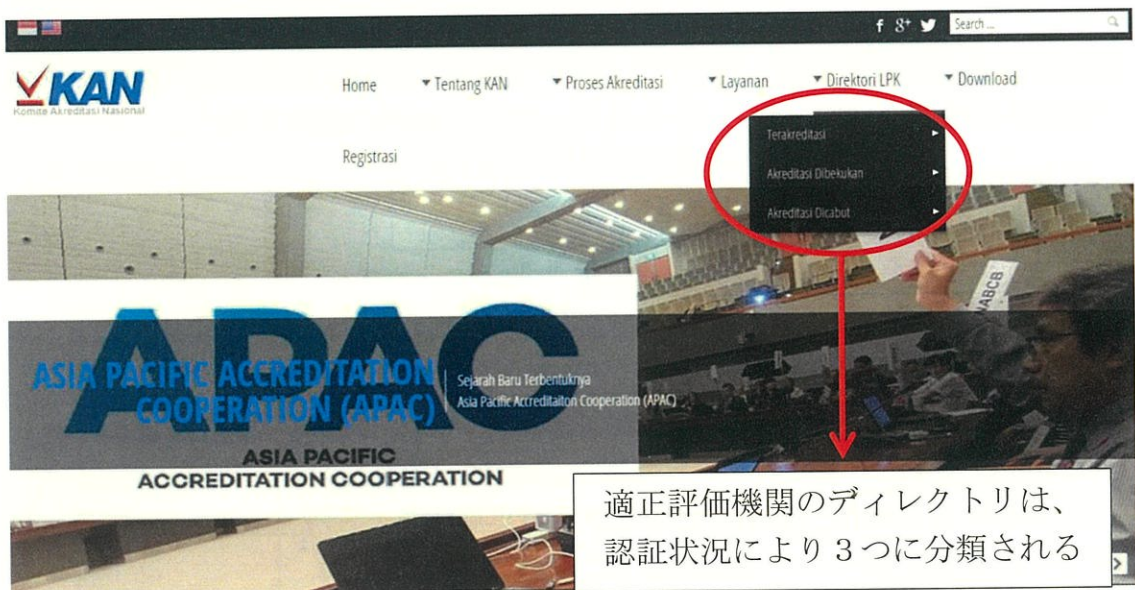 f g+
Search ...
KAN
Komite Akreditasi Nasional
Home
Tentang KAN
Proses Akreditasi
Layanan
Direktori LPK
Download
Registrasi
Terakreditasi
Akreditasi Dibekukan
Akreditasi Dicabut
NABCB
APAC
ASIA PACIFIC ACCREDITATION
COOPERATION (APAC)
Sejarah Baru Terbentuknya
Asia Pacific Accreditaiton Cooperation (APAC)
ASIA PACIFIC
ACCREDITATION COOPERATION
適正評価機関のディレクトリは、
認証状況により３つに分類される